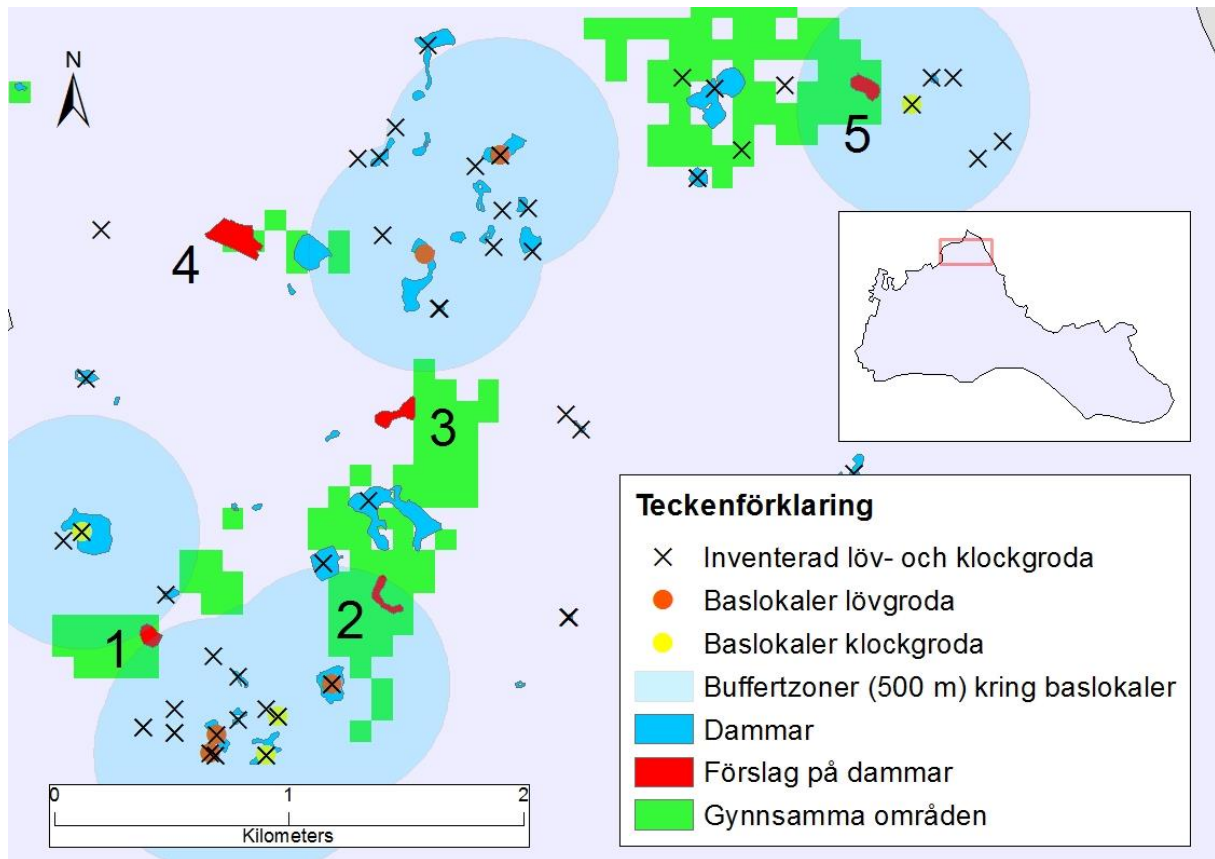 N
5
4
3
2
1
Teckenförklaring
Inventerad löv- och klockgroda
Baslokaler lövgroda
Baslokaler klockgroda
Buffertzoner (500 m) kring baslokaler
Dammar
Förslag på dammar
Gynnsamma områden
0 1 2
Kilometers